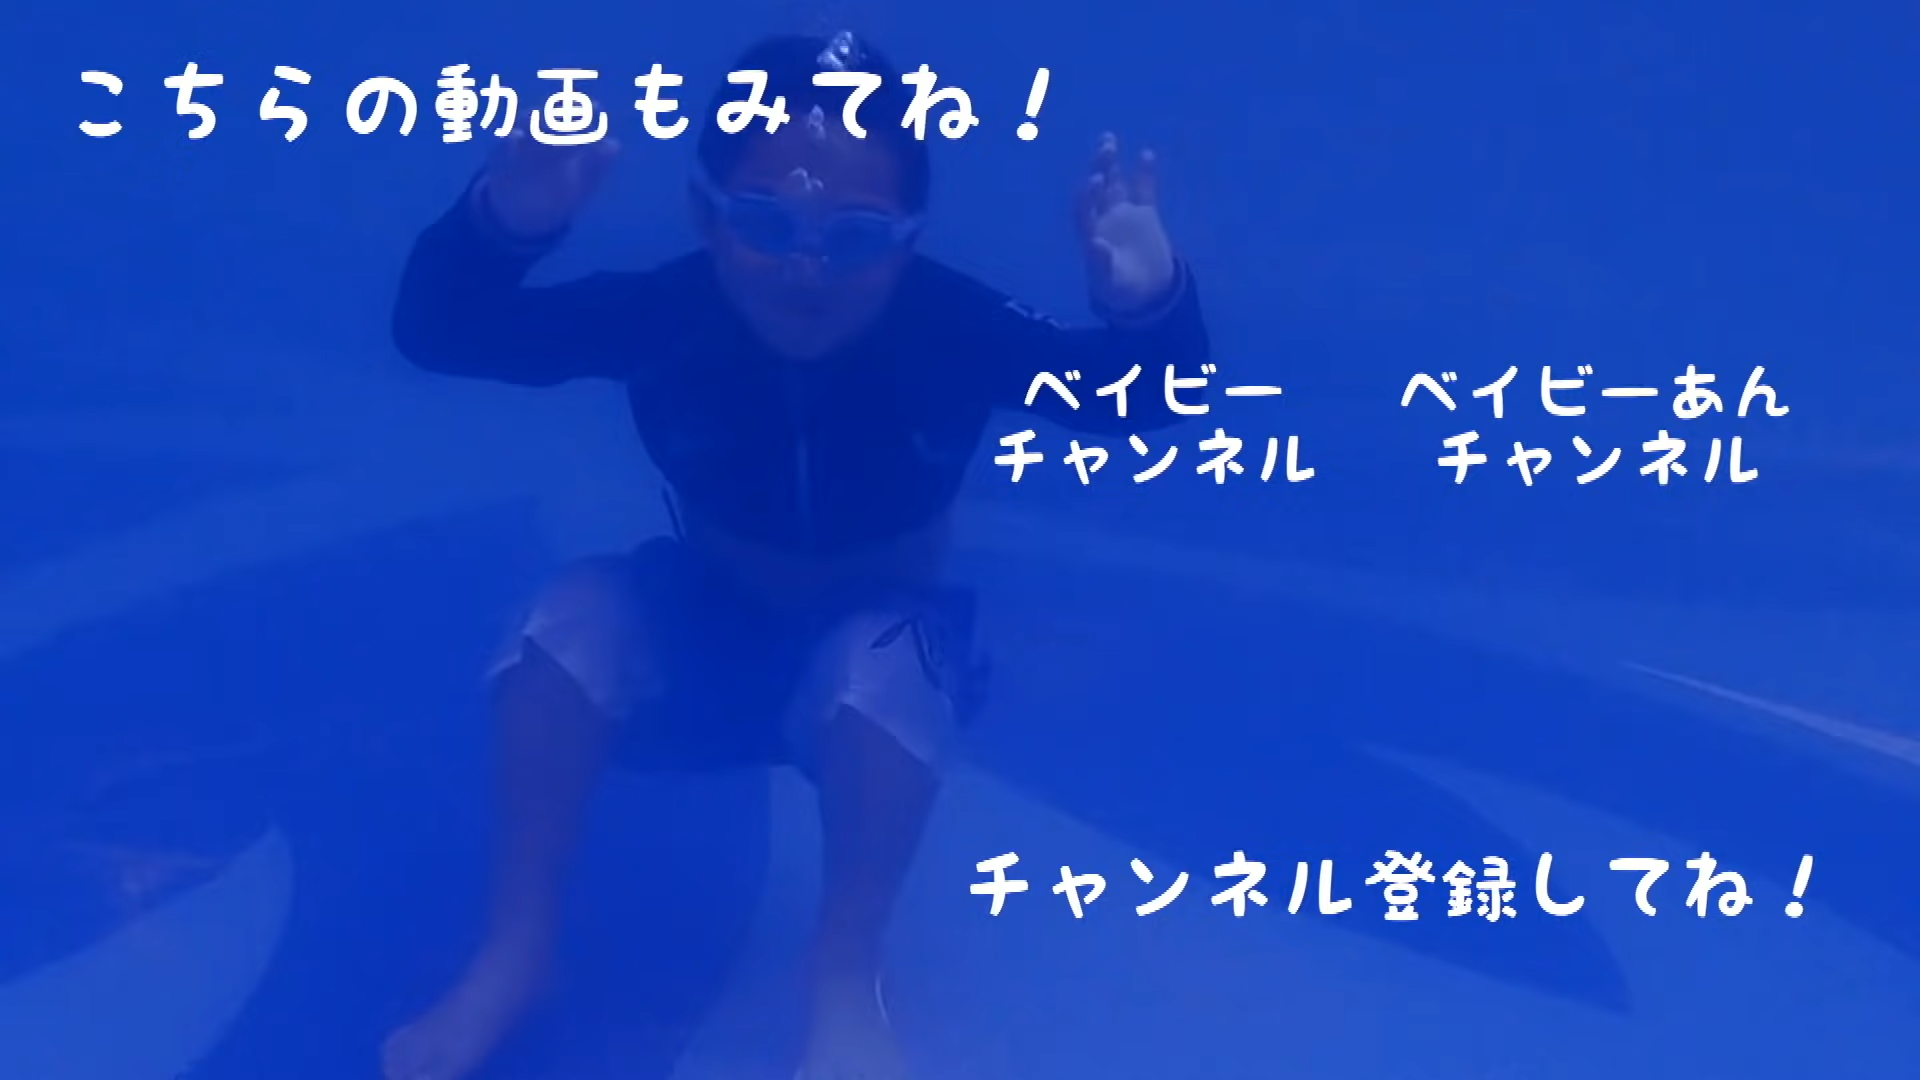 こちらの動画もみてね！
ベイビー
チャンネル
ベイビーあん
チャンネル
チャンネル登録してね！